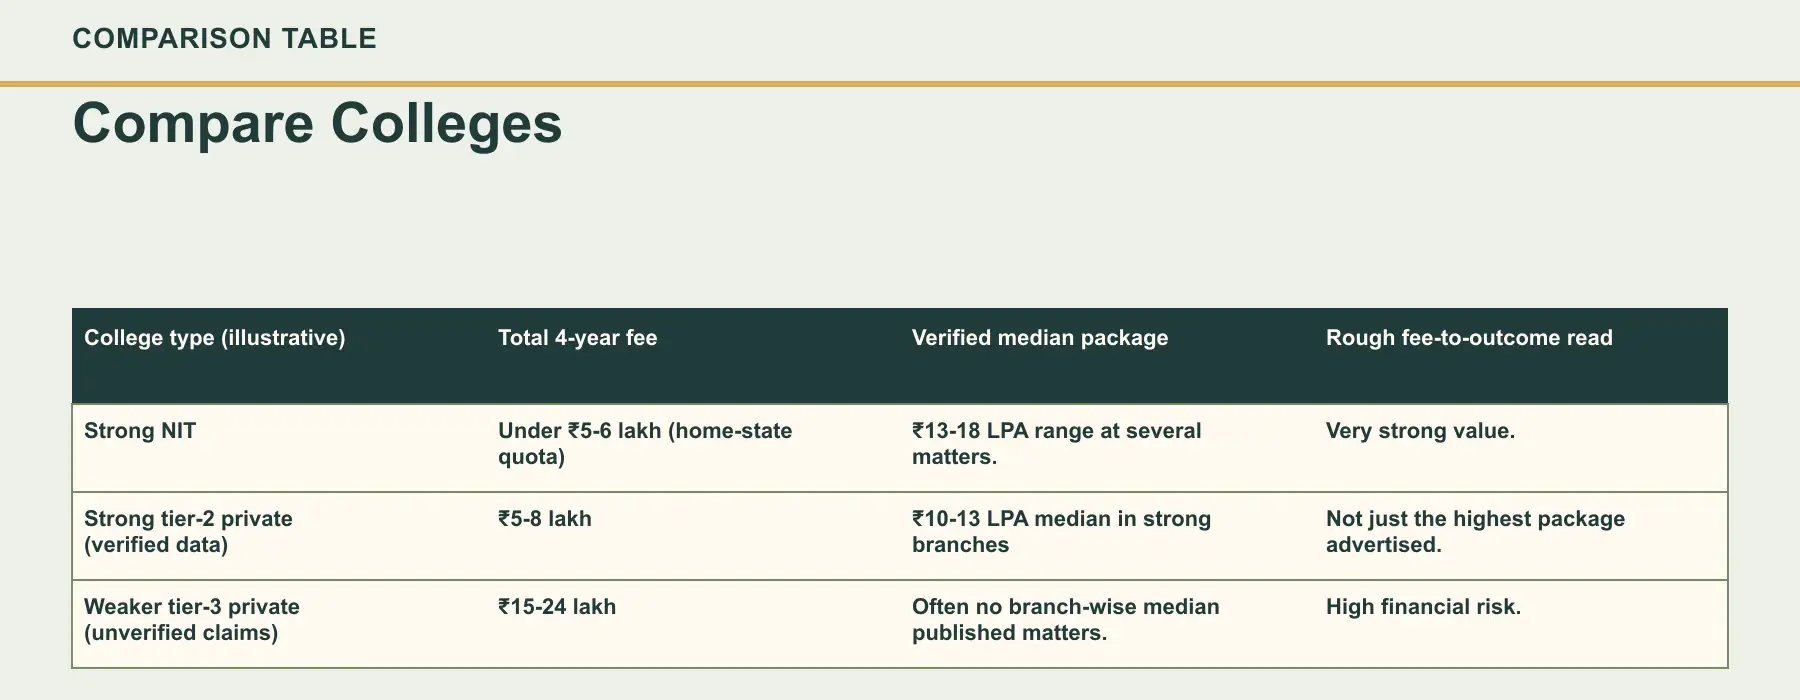 COMPARISON TABLE
Compare Colleges
College type (illustrative)
Total 4-year fee
Verified median package
Rough fee-to-outcome read
Strong NIT
Under ₹5-6 lakh (home-state
quota)
₹13-18 LPA range at several
matters.
Very strong value.
Strong tier-2 private
(verified data)
₹5-8 lakh
₹10-13 LPA median in strong
branches
Not just the highest package
advertised.
Weaker tier-3 private
(unverified claims)
₹15-24 lakh
Often no branch-wise median
published matters.
High financial risk.